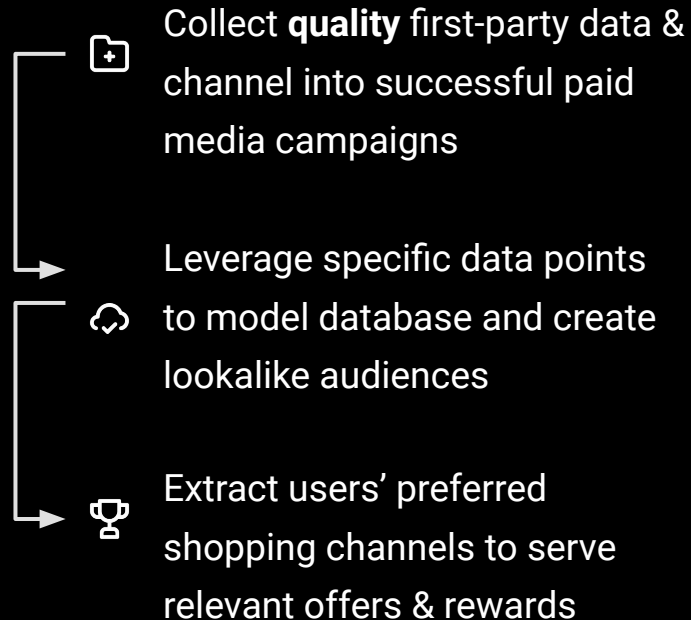 Collect quality first-party data &
channel into successful paid
media campaigns
Leverage specific data points
to model database and create
lookalike audiences
Extract users’ preferred
shopping channels to serve
relevant offers & rewards